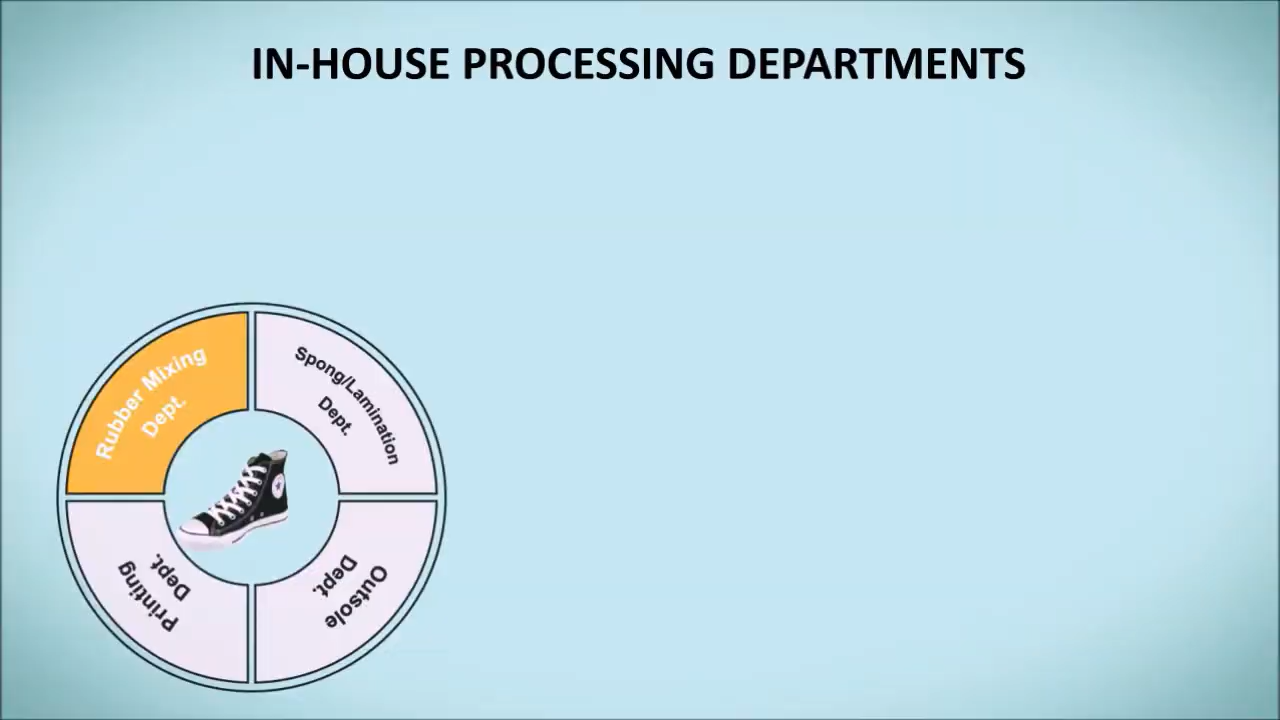 IN-HOUSE PROCESSING DEPARTMENTS
Rubber Mixing
Dept.
Spong/Lamination
Dept.
Printing
Dept.
Outsole
Dept.